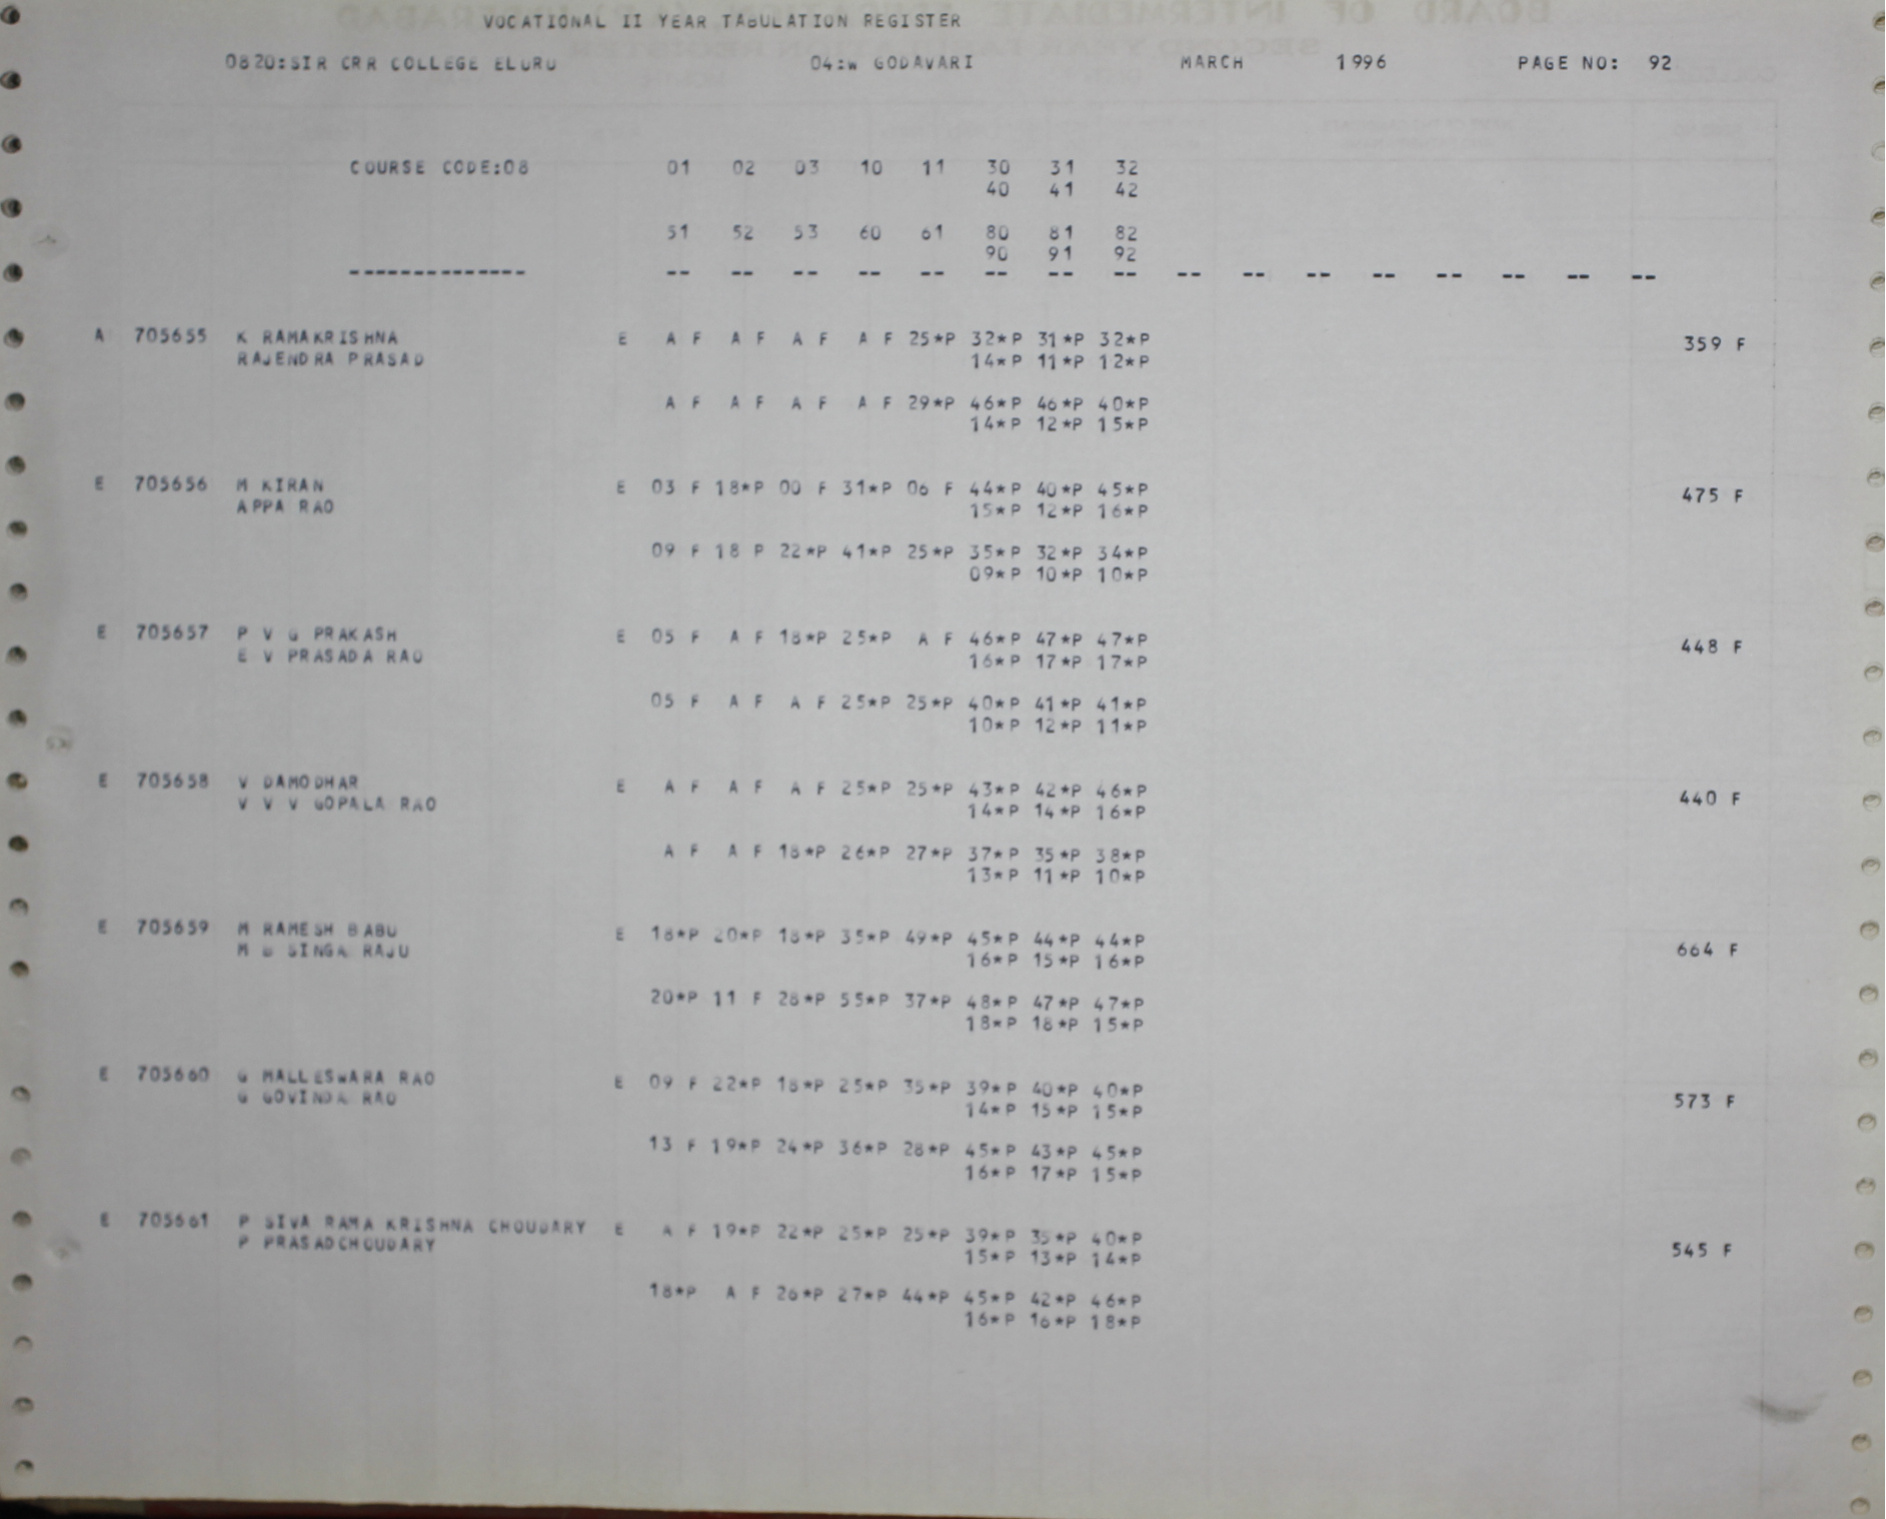 VOCATIONAL II YEAR TABULATION REGISTER
0820:SIR CRR COLLEGE ELURU 04:W GODAVARI MARCH 1996 PAGE NO: 92
COURSE CODE:08 01 02 03 10 11 30 31 32
40 41 42
51 52 53 60 61 80 81 82
90 91 92
-------------- -- -- -- -- -- -- -- -- -- -- -- -- -- -- -- --
A 705655 K RAMAKRISHNA E A F A F A F A F 25*P 32*P 31*P 32*P 359 F
RAJENDRA PRASAD 14*P 11*P 12*P
A F A F A F A F 29*P 46*P 46*P 40*P
14*P 12*P 15*P
E 705656 M KIRAN E 03 F 18*P 00 F 31*P 06 F 44*P 40*P 45*P 475 F
APPA RAO 15*P 12*P 16*P
09 F 18 P 22*P 41*P 25*P 35*P 32*P 34*P
09*P 10*P 10*P
E 705657 P V G PRAKASH E 05 F A F 18*P 25*P A F 46*P 47*P 47*P 448 F
E V PRASADA RAO 16*P 17*P 17*P
05 F A F A F 25*P 25*P 40*P 41*P 41*P
10*P 12*P 11*P
E 705658 V DAMODHAR E A F A F A F 25*P 25*P 43*P 42*P 46*P 440 F
V V V GOPALA RAO 14*P 14*P 16*P
A F A F 18*P 26*P 27*P 37*P 35*P 38*P
13*P 11*P 10*P
E 705659 M RAMESH BABU E 18*P 20*P 18*P 35*P 49*P 45*P 44*P 44*P 664 F
M B SINGA RAJU 16*P 15*P 16*P
20*P 11 F 28*P 55*P 37*P 48*P 47*P 47*P
18*P 18*P 15*P
E 705660 G MALLESWARA RAO E 09 F 22*P 18*P 25*P 35*P 39*P 40*P 40*P 573 F
G GOVINDA RAO 14*P 15*P 15*P
13 F 19*P 24*P 36*P 28*P 45*P 43*P 45*P
16*P 17*P 15*P
E 705661 P SIVA RAMA KRISHNA CHOUDARY E A F 19*P 22*P 25*P 25*P 39*P 35*P 40*P 545 F
P PRASADCHOUDARY 15*P 13*P 14*P
18*P A F 26*P 27*P 44*P 45*P 42*P 46*P
16*P 16*P 18*P